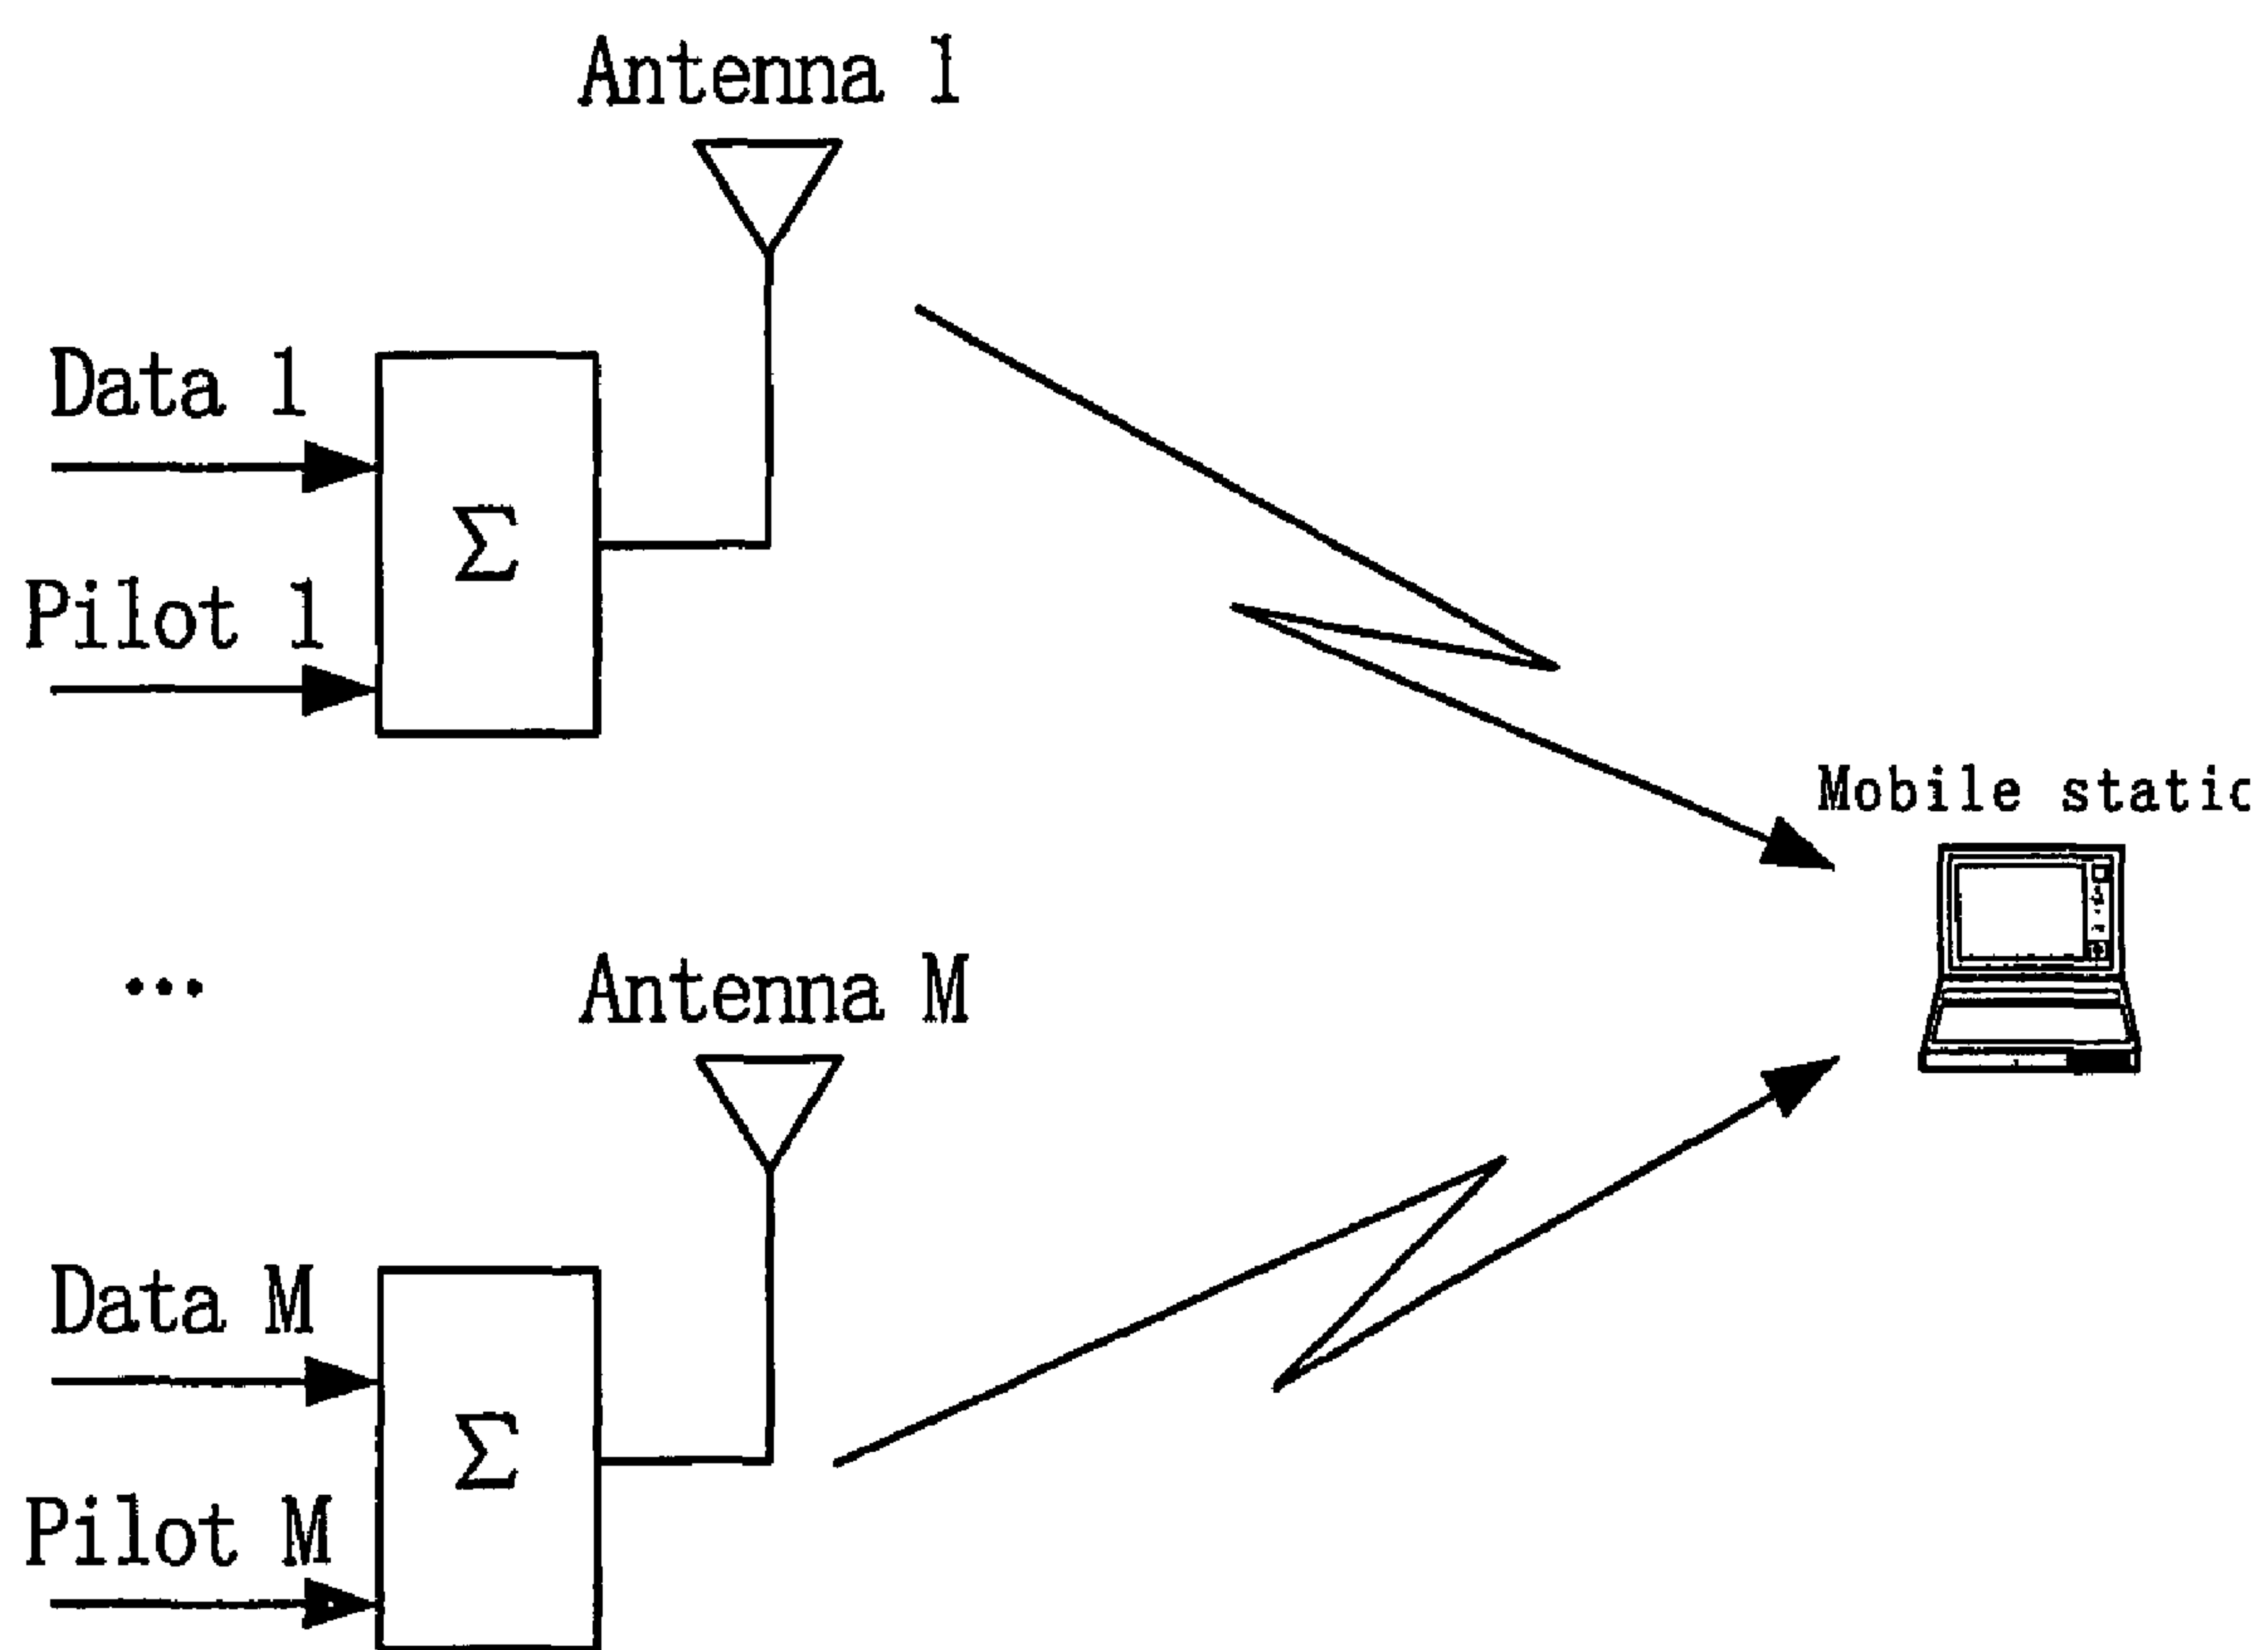 Antenna 1
Data 1
Σ
Pilot 1
Mobile static
...
Antenna M
Data M
Σ
Pilot M